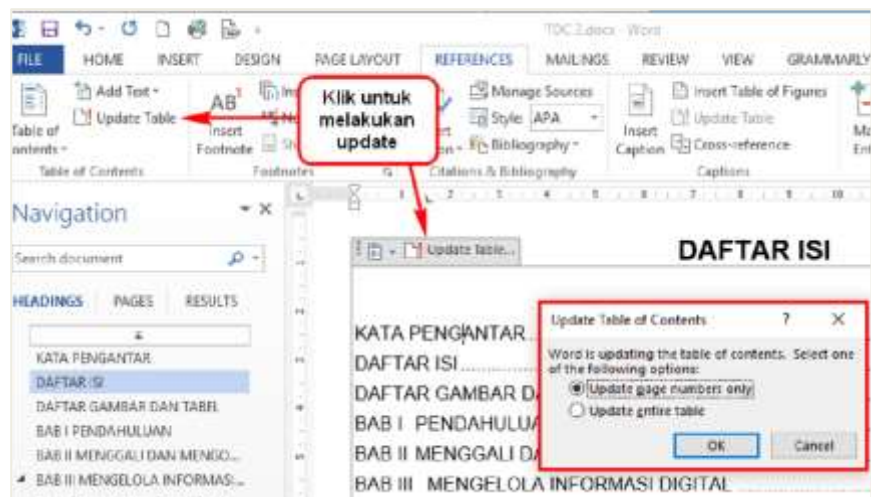 TOC 2.docx - Word
FILE HOME INSERT DESIGN PAGE LAYOUT REFERENCES MAILINGS REVIEW VIEW GRAMMARLY
Add Text
Update Table
Table of
Contents
Table of Contents
AB1
Insert
Footnote
Footnotes
Klik untuk
melakukan
update
Manage Sources
Style APA
Bibliography
Citations & Bibliography
Insert
Caption
Insert Table of Figures
Update Table
Cross-reference
Captions
Navigation
Search document
HEADINGS PAGES RESULTS
KATA PENGANTAR
DAFTAR ISI
DAFTAR GAMBAR DAN TABEL
BAB I PENDAHULUAN
BAB II MENGGALI DAN MENGO...
BAB III MENGELOLA INFORMASI...
Update Table...
DAFTAR ISI
KATA PENGANTAR
DAFTAR ISI
DAFTAR GAMBAR D
BAB I PENDAHULUA
BAB II MENGGALI DA
BAB III MENGELOLA INFORMASI DIGITAL
Update Table of Contents ? X
Word is updating the table of contents. Select one
of the following options:
Update page numbers only
Update entire table
OK Cancel